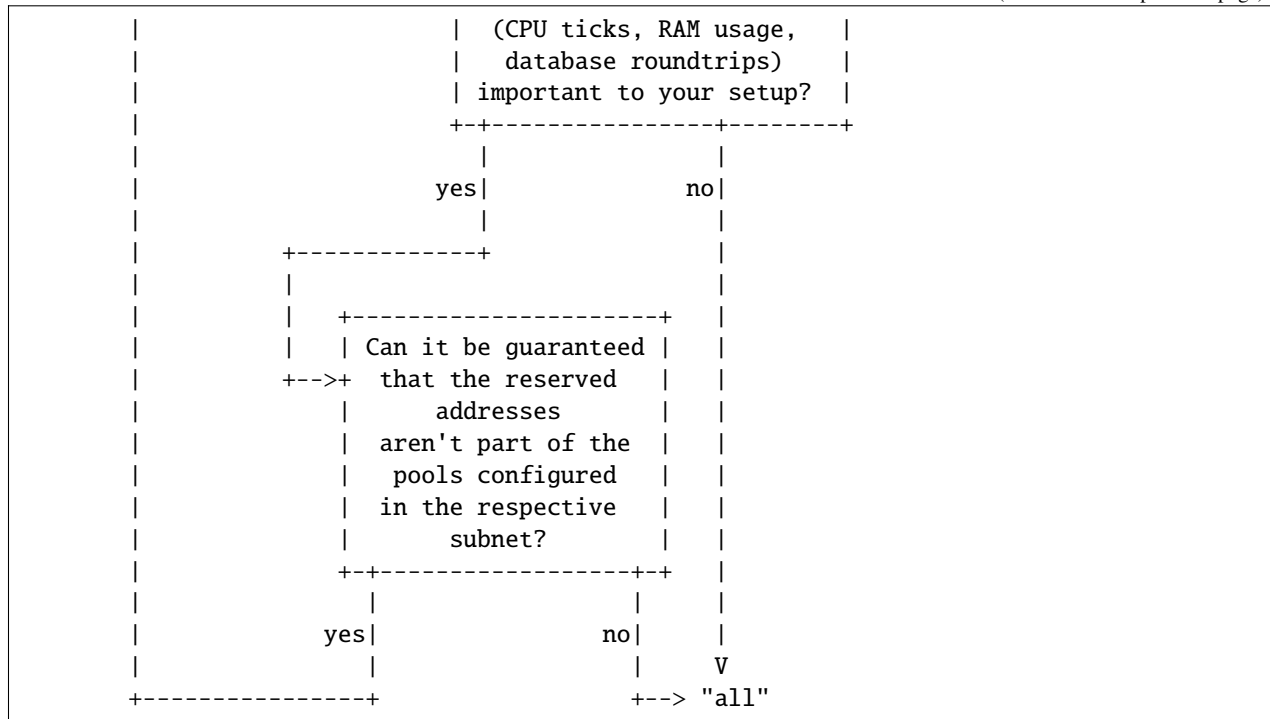 (CPU ticks, RAM usage,
database roundtrips)
important to your setup?
yes| no|
Can it be guaranteed
that the reserved
addresses
aren't part of the
pools configured
in the respective
subnet?
yes| no|
V
"all"